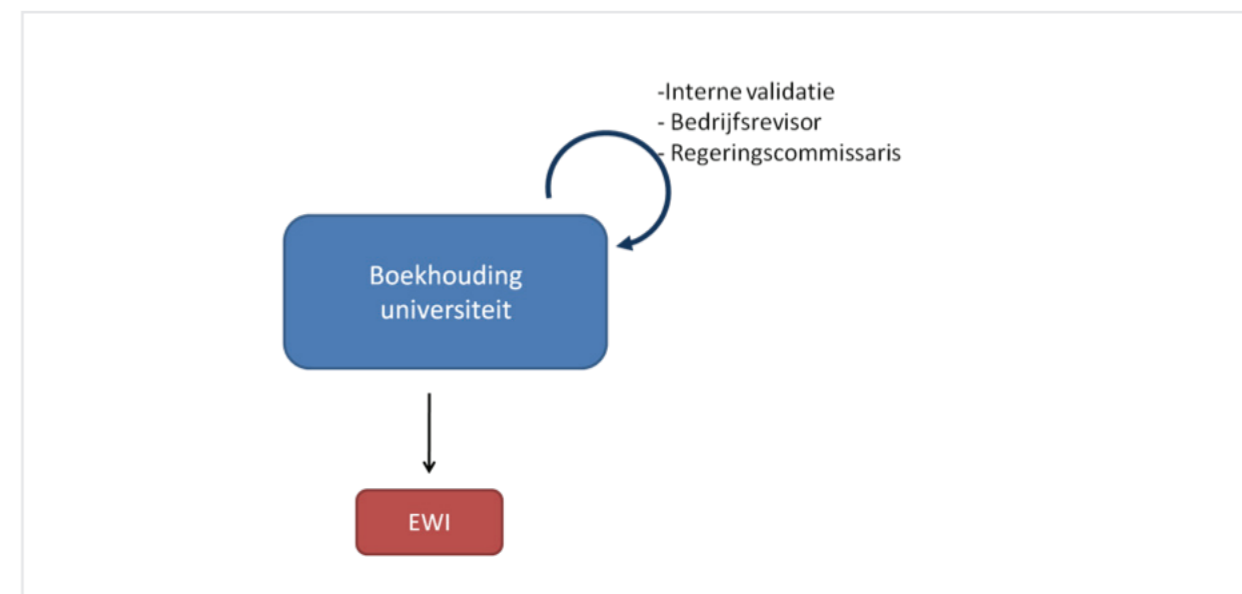 -Interne validatie
- Bedrijfsrevisor
- Regeringscommissaris
Boekhouding
universiteit
EWI